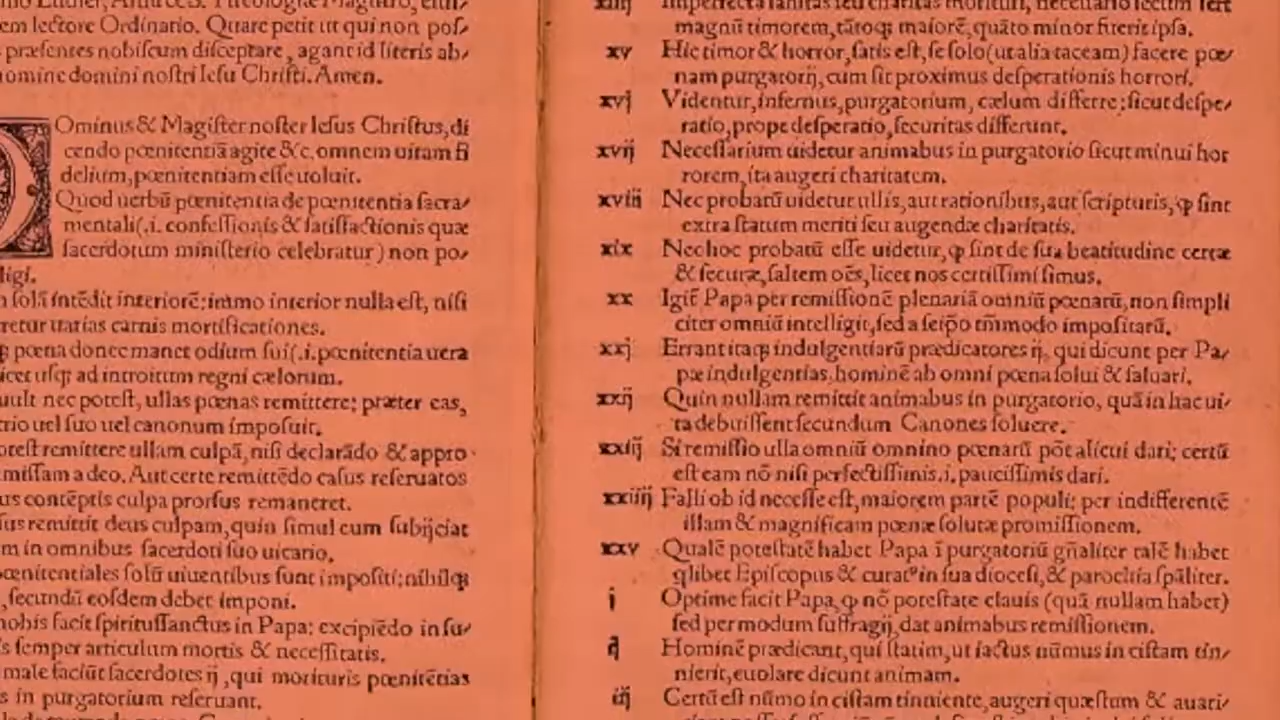 em lectore Ordinario. Quare petit ut qui non poſ/
præſentes nobiſcum diſceptare, agant id literis ab/
omine domini noſtri Ieſu Chriſti. Amen.
DOminus & Magiſter noſter Ieſus Chriſtus, di
cendo pœnitentiā agite &c. omnem uitam fi
delium, pœnitentiam eſſe uoluit.
Quod uerbū pœnitentia de pœnitentia ſacra/
mentali (.i. confeſſionis & ſatiſfactionis quæ
ſacerdotum miniſterio celebratur) non po/
ligi.
ſolā intēdit interiorē: immo interior nulla eſt, niſi
retur uarias carnis mortificationes.
pœna donec manet odium ſui (.i. pœnitentia uera
icet uſq; ad introitum regni cælorum.
uult nec poteſt, ullas pœnas remittere; præter eas,
trio uel ſuo uel canonum impoſuit.
oteſt remittere ullam culpā, niſi declarādo & appro-
miſſam a deo. Aut certe remittēdo caſus reſeruatos
us contēptis culpa prorſus remaneret.
ſus remittit deus culpam, quin ſimul eum ſubijciat
m in omnibus ſacerdoti ſuo uicario.
œnitentiales ſolū uiuentibus ſunt impoſiti; nihilq;
, ſecundū eoſdem debet imponi.
nobis facit ſpirituſſanctus in Papa: excipiēdo in ſu/
s ſemper articulum mortis & neceſſitatis.
male faciūt ſacerdotes ij, qui morituris pœnitētias
s in purgatorium reſeruant.
xiiij Imperfecta ſanitas ſeu charitas morituri, neceſſario ſecum fert
magnū timorem, tātoq; maiorē, quāto minor fuerit ipſa.
xv Hic timor & horror, ſatis eſt, ſe ſolo (ut alia taceam) facere pœ/
nam purgatorij, cum ſit proximus deſperationis horrori.
xvj Videntur, infernus, purgatorium, cælum differre; ſicut deſpe/
ratio, prope deſperatio, ſecuritas differunt.
xvij Neceſſarium uidetur animabus in purgatorio ſicut minui hor
rorem, ita augeri charitatem.
xviij Nec probatū uidetur ullis, aut rationibus, aut ſcripturis, ꝙ ſint
extra ſtatum meriti ſeu augendæ charitatis.
xix Nec hoc probatū eſſe uidetur, ꝙ ſint de ſua beatitudine certæ
& ſecuræ, ſaltem oēs, licet nos certiſſimi ſimus.
xx Igit̄ Papa per remiſſionē plenariā omniū pœnarū, non ſimpli
citer omniū intelligit, ſed a ſeip̄o tm̄modo impoſitarū.
xxj Errant itaq; indulgentiarū prædicatores ij, qui dicunt per Pa/
pæ indulgentias, hominē ab omni pœna ſolui & ſaluari.
xxij Quin nullam remittit animabus in purgatorio, quā in hac ui/
ta debuiſſent ſecundum Canones ſoluere.
xxiij Si remiſſio ulla omniū omnino pœnarū pōt alicui dari; certū
eſt eam nō niſi perfectiſſimis .i. pauciſſimis dari.
xxiiij Falli ob id neceſſe eſt, maiorem partē populi; per indifferentē
illam & magnificam pœnæ ſolutæ promiſſionem.
xxv Qualē poteſtatē habet Papa ī purgatoriū gn̄aliter talē habet
qlibet Epiſcopus & curatꝰ in ſua dioceſi, & parochia ſpāliter.
j Optime facit Papa, ꝙ nō poteſtate clauis (quā nullam habet)
ſed per modum ſuffragij, dat animabus remiſſionem.
ij Hominē prædicant, qui ſtatim, ut iactus nūmus in ciſtam tin/
nierit, euolare dicunt animam.
iij Certū eſt nūmo in ciſtam tinniente, augeri quæſtum & auari/